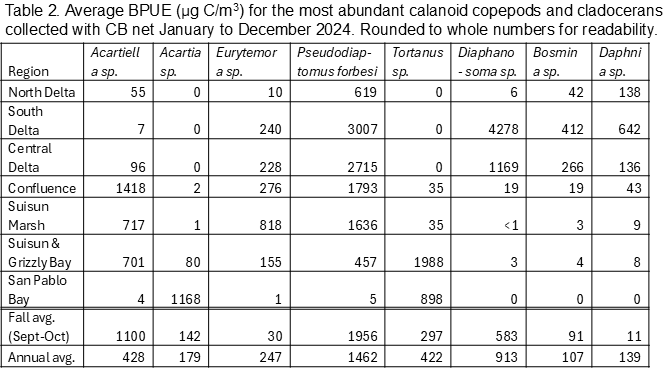 Table 2. Average BPUE (µg C/m³) for the most abundant calanoid copepods and cladocerans
collected with CB net January to December 2024. Rounded to whole numbers for readability.
Region | Acartiell a sp. | Acartia sp. | Eurytemor a sp. | Pseudodiap- tomus forbesi | Tortanus sp. | Diaphano -soma sp. | Bosmin a sp. | Daphni a sp.
North Delta | 55 | 0 | 10 | 619 | 0 | 6 | 42 | 138
South Delta | 7 | 0 | 240 | 3007 | 0 | 4278 | 412 | 642
Central Delta | 96 | 0 | 228 | 2715 | 0 | 1169 | 266 | 136
Confluence | 1418 | 2 | 276 | 1793 | 35 | 19 | 19 | 43
Suisun Marsh | 717 | 1 | 818 | 1636 | 35 | <1 | 3 | 9
Suisun & Grizzly Bay | 701 | 80 | 155 | 457 | 1988 | 3 | 4 | 8
San Pablo Bay | 4 | 1168 | 1 | 5 | 898 | 0 | 0 | 0
Fall avg. (Sept-Oct) | 1100 | 142 | 30 | 1956 | 297 | 583 | 91 | 11
Annual avg. | 428 | 179 | 247 | 1462 | 422 | 913 | 107 | 139